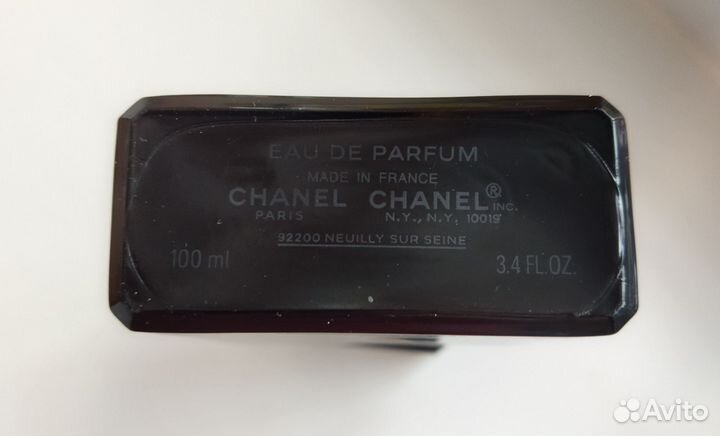 EAU DE PARFUM
MADE IN FRANCE
CHANEL CHANEL® INC.
PARIS N.Y., N.Y. 10019
92200 NEUILLY SUR SEINE
100 ml 3.4 FL.OZ.
Avito